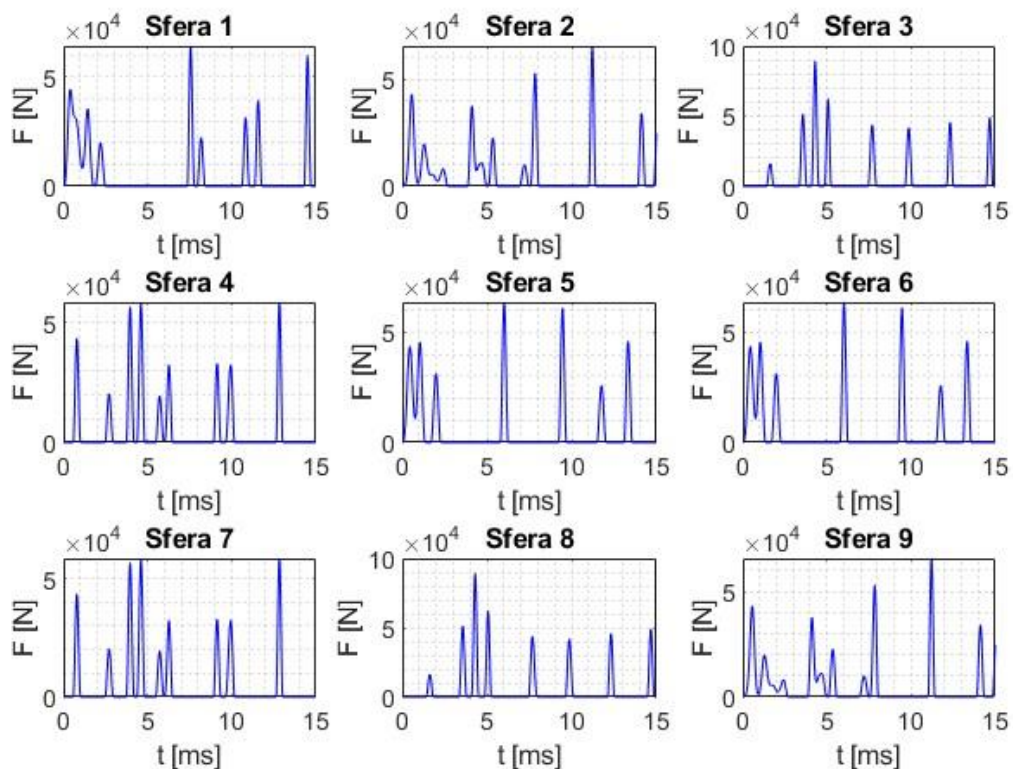 ×10⁴ Sfera 1
F [N]
5
0
0 5 10 15
t [ms]
×10⁴ Sfera 2
F [N]
5
0
0 5 10 15
t [ms]
×10⁴ Sfera 3
F [N]
10
5
0
0 5 10 15
t [ms]
×10⁴ Sfera 4
F [N]
5
0
0 5 10 15
t [ms]
×10⁴ Sfera 5
F [N]
5
0
0 5 10 15
t [ms]
×10⁴ Sfera 6
F [N]
5
0
0 5 10 15
t [ms]
×10⁴ Sfera 7
F [N]
5
0
0 5 10 15
t [ms]
×10⁴ Sfera 8
F [N]
10
5
0
0 5 10 15
t [ms]
×10⁴ Sfera 9
F [N]
5
0
0 5 10 15
t [ms]